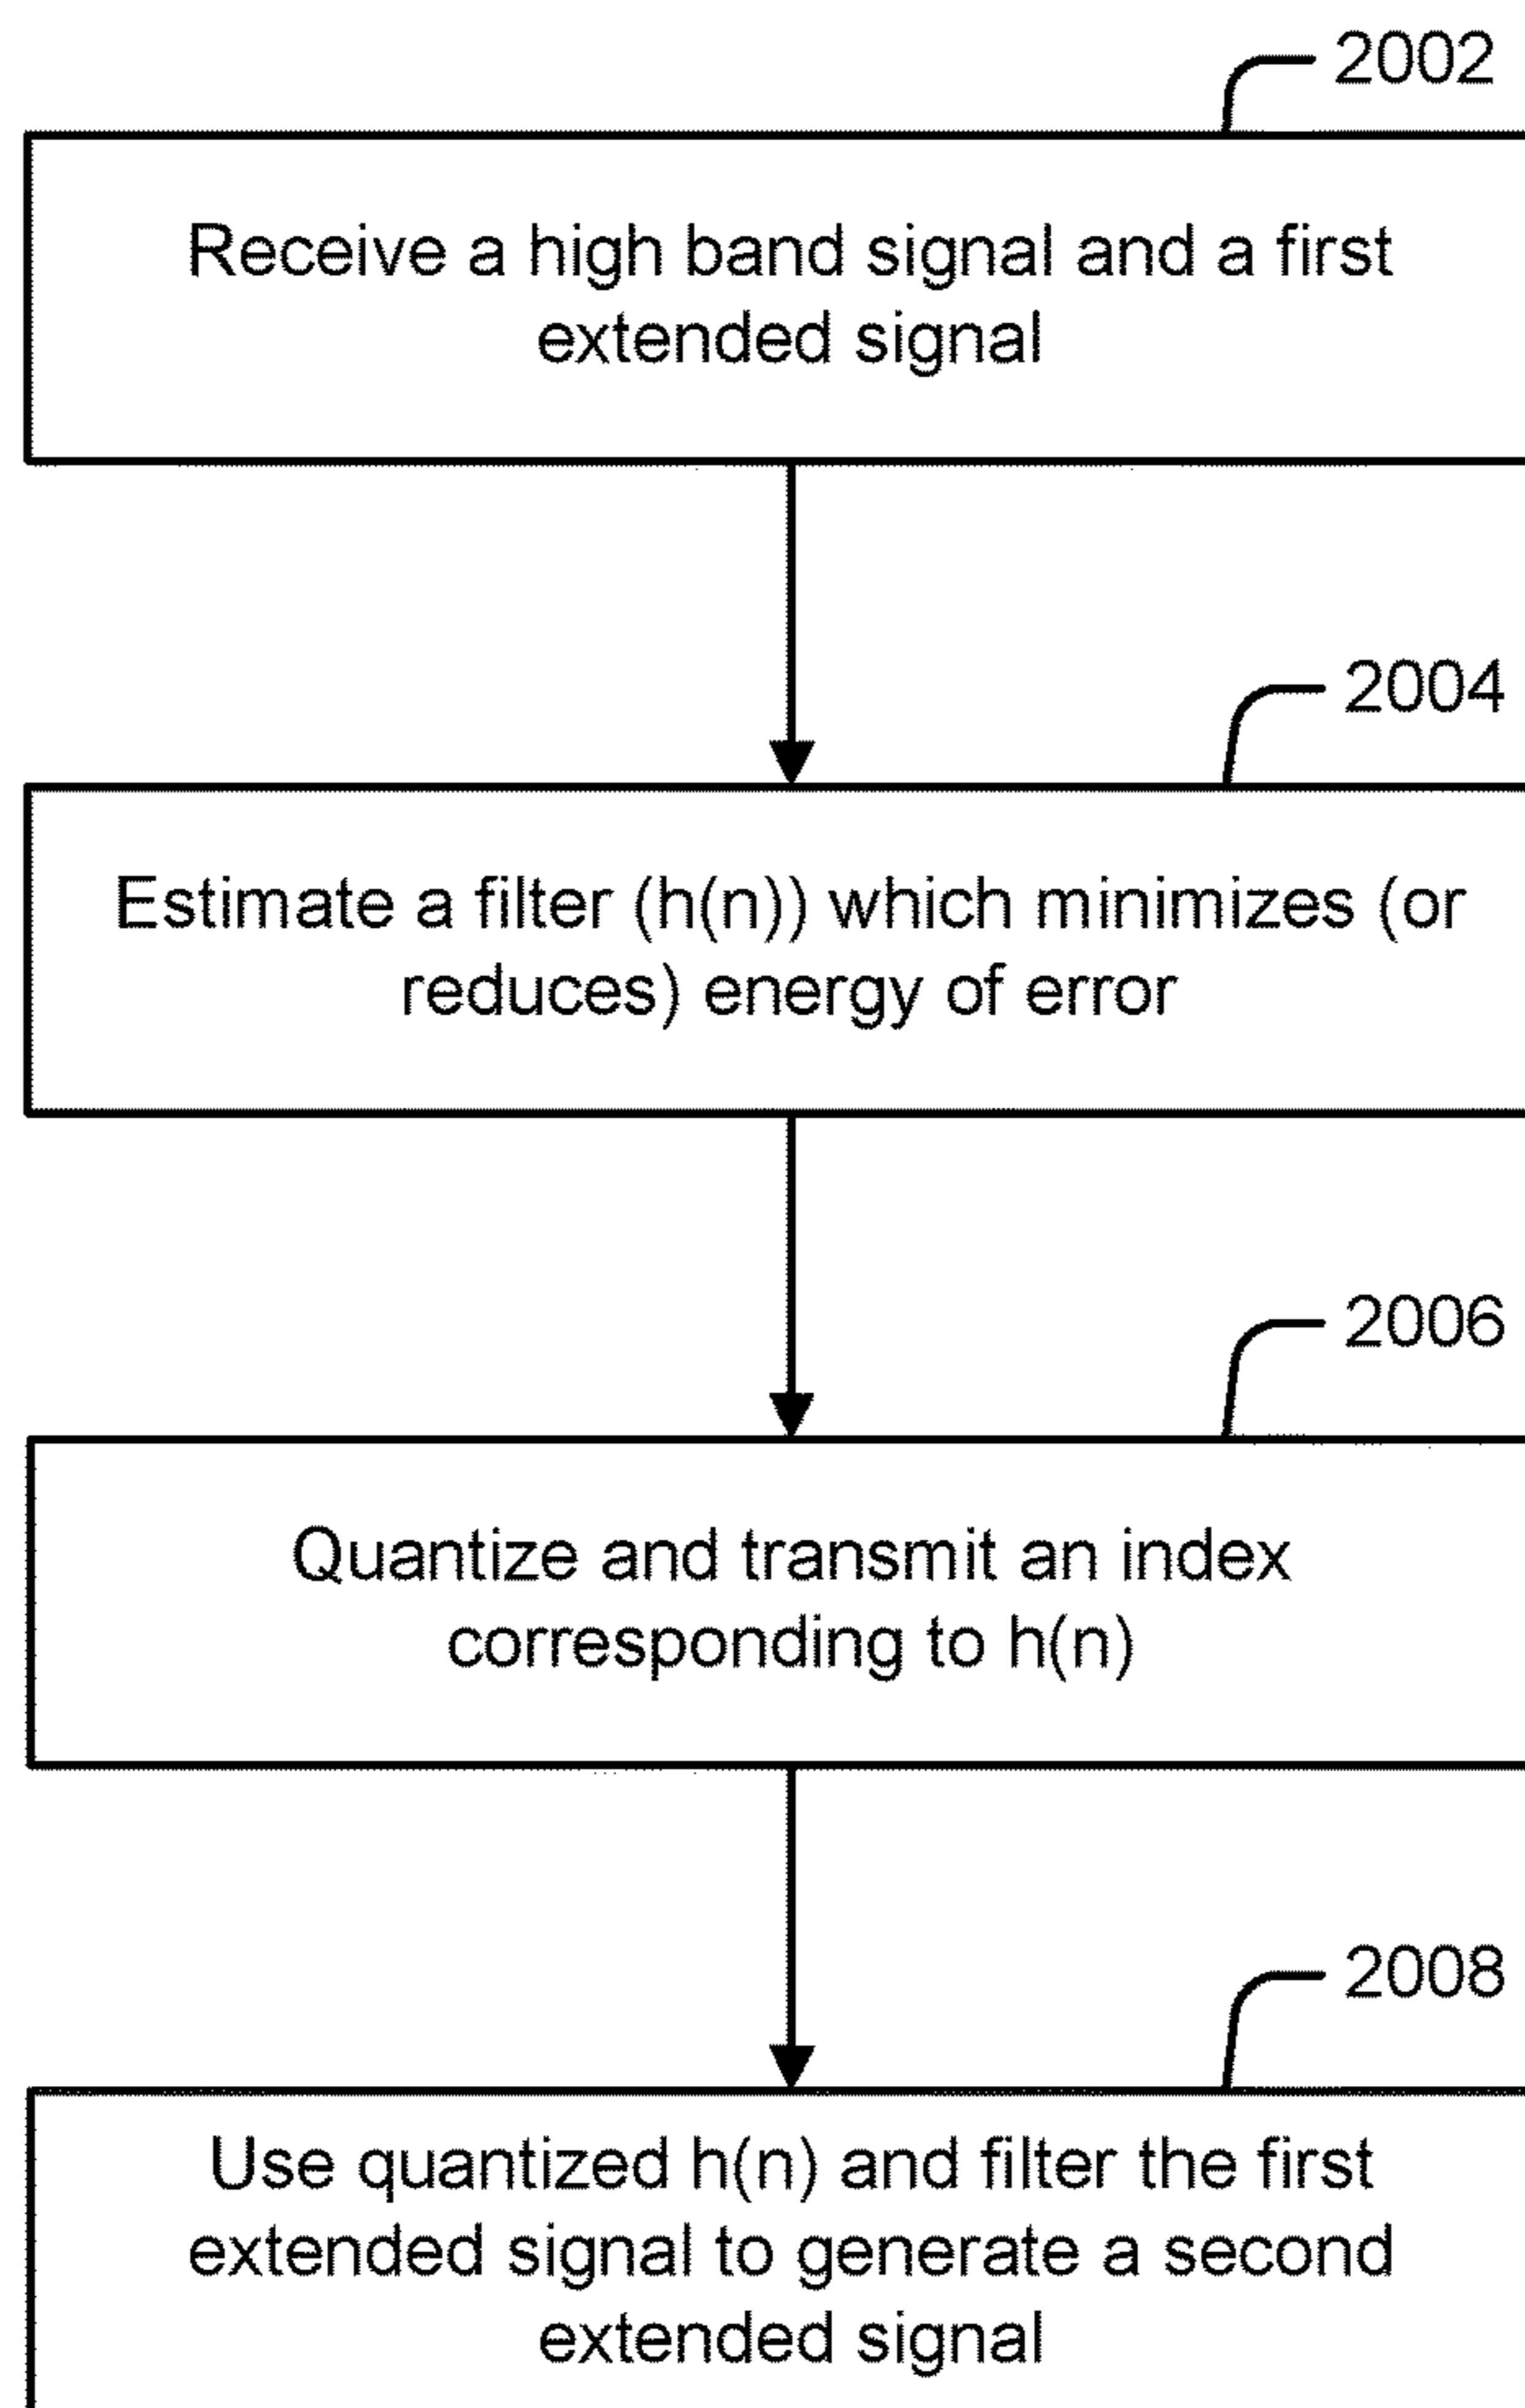 2002
Receive a high band signal and a first
extended signal
2004
Estimate a filter (h(n)) which minimizes (or
reduces) energy of error
2006
Quantize and transmit an index
corresponding to h(n)
2008
Use quantized h(n) and filter the first
extended signal to generate a second
extended signal